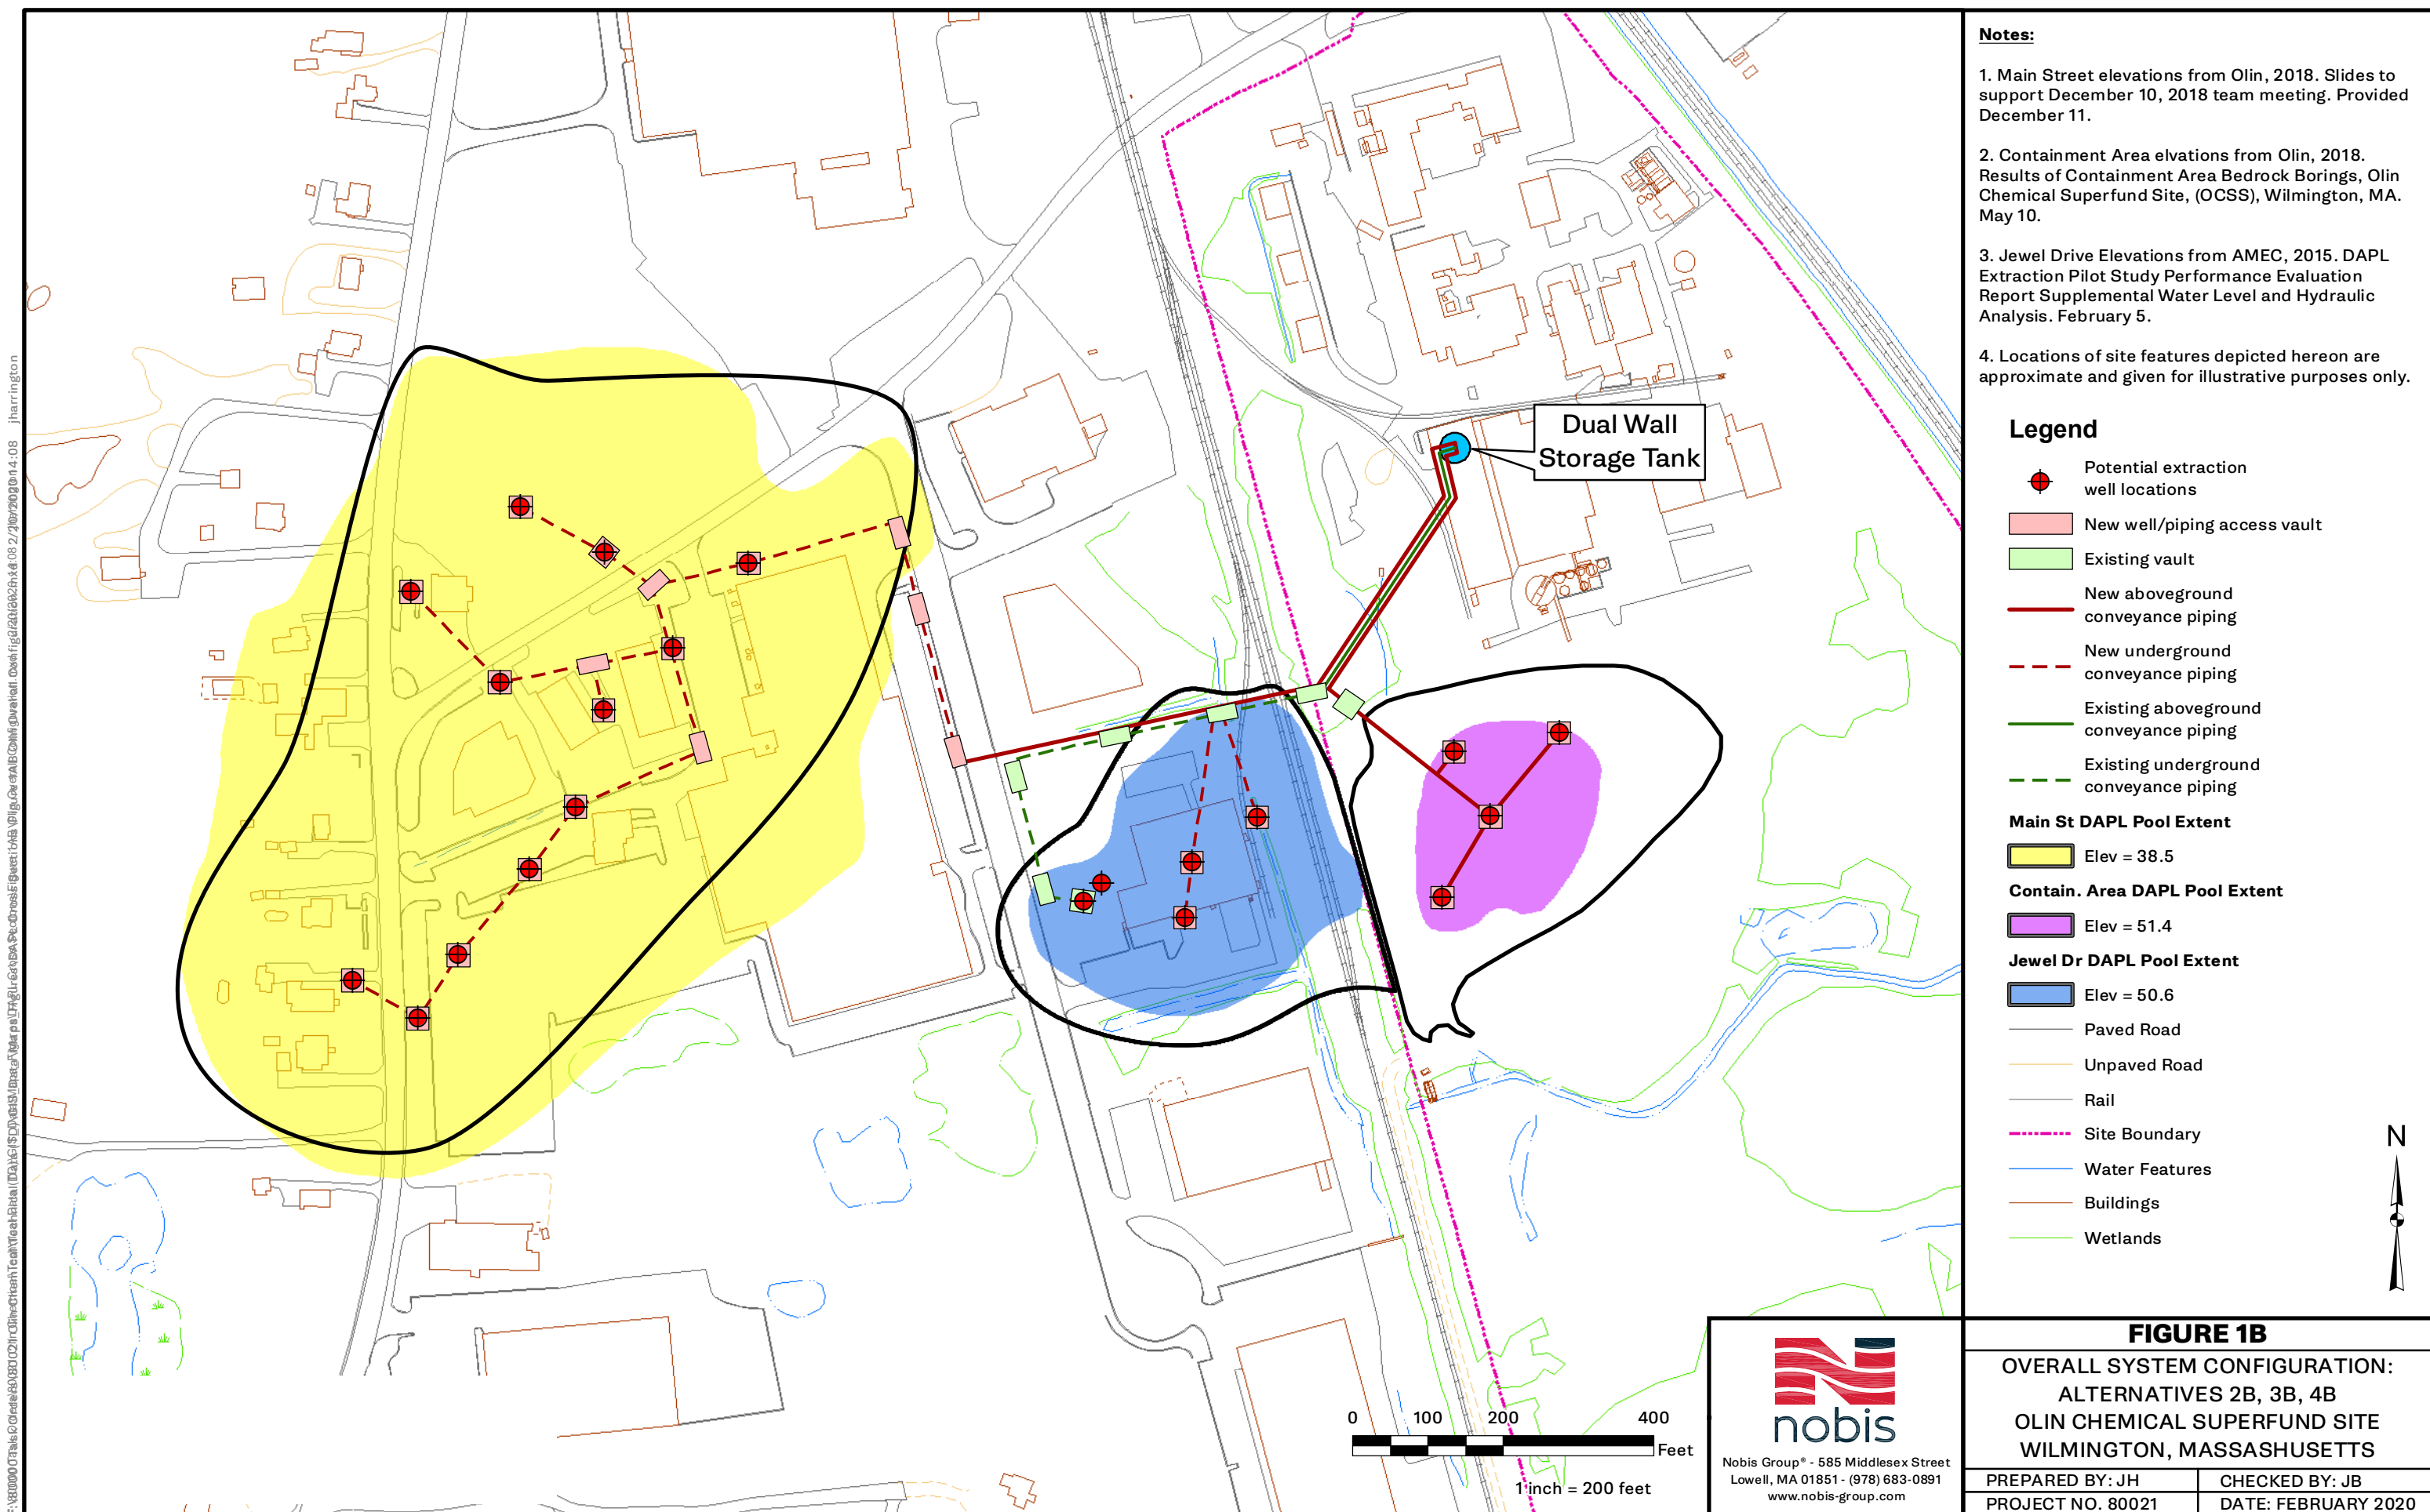 Notes:
1. Main Street elevations from Olin, 2018. Slides to
support December 10, 2018 team meeting. Provided
December 11.
2. Containment Area elvations from Olin, 2018.
Results of Containment Area Bedrock Borings, Olin
Chemical Superfund Site, (OCSS), Wilmington, MA.
May 10.
3. Jewel Drive Elevations from AMEC, 2015. DAPL
Extraction Pilot Study Performance Evaluation
Report Supplemental Water Level and Hydraulic
Analysis. February 5.
4. Locations of site features depicted hereon are
approximate and given for illustrative purposes only.
Legend
Potential extraction
well locations
New well/piping access vault
Existing vault
New aboveground
conveyance piping
New underground
conveyance piping
Existing aboveground
conveyance piping
Existing underground
conveyance piping
Main St DAPL Pool Extent
Elev = 38.5
Contain. Area DAPL Pool Extent
Elev = 51.4
Jewel Dr DAPL Pool Extent
Elev = 50.6
Paved Road
Unpaved Road
Rail
Site Boundary
Water Features
Buildings
Wetlands
N
Dual Wall
Storage Tank
0 100 200 400
Feet
1 inch = 200 feet
nobis
Nobis Group® - 585 Middlesex Street
Lowell, MA 01851 - (978) 683-0891
www.nobis-group.com
FIGURE 1B
OVERALL SYSTEM CONFIGURATION:
ALTERNATIVES 2B, 3B, 4B
OLIN CHEMICAL SUPERFUND SITE
WILMINGTON, MASSASHUSETTS
PREPARED BY: JH
CHECKED BY: JB
PROJECT NO. 80021
DATE: FEBRUARY 2020
jharrington